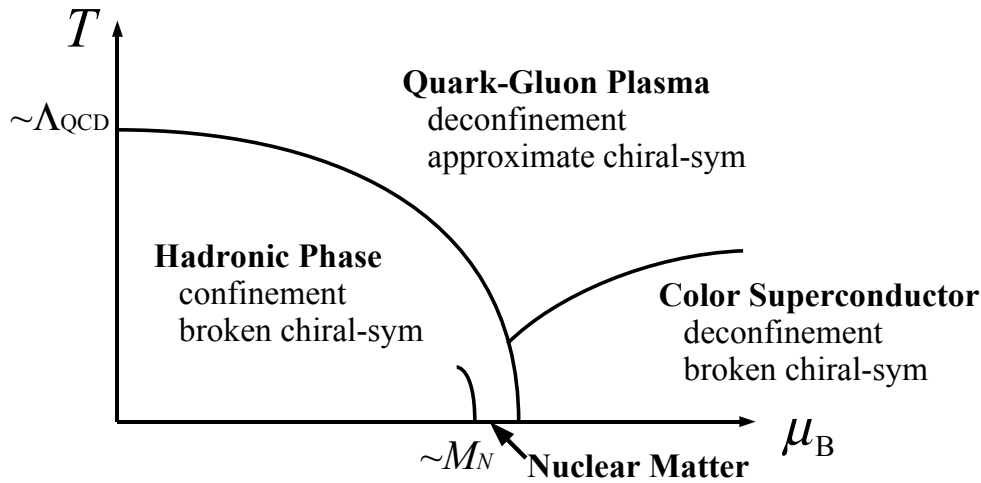 T
Quark-Gluon Plasma
deconfinement
approximate chiral-sym
~ΛQCD
Hadronic Phase
confinement
broken chiral-sym
Color Superconductor
deconfinement
broken chiral-sym
μB
~MN
Nuclear Matter